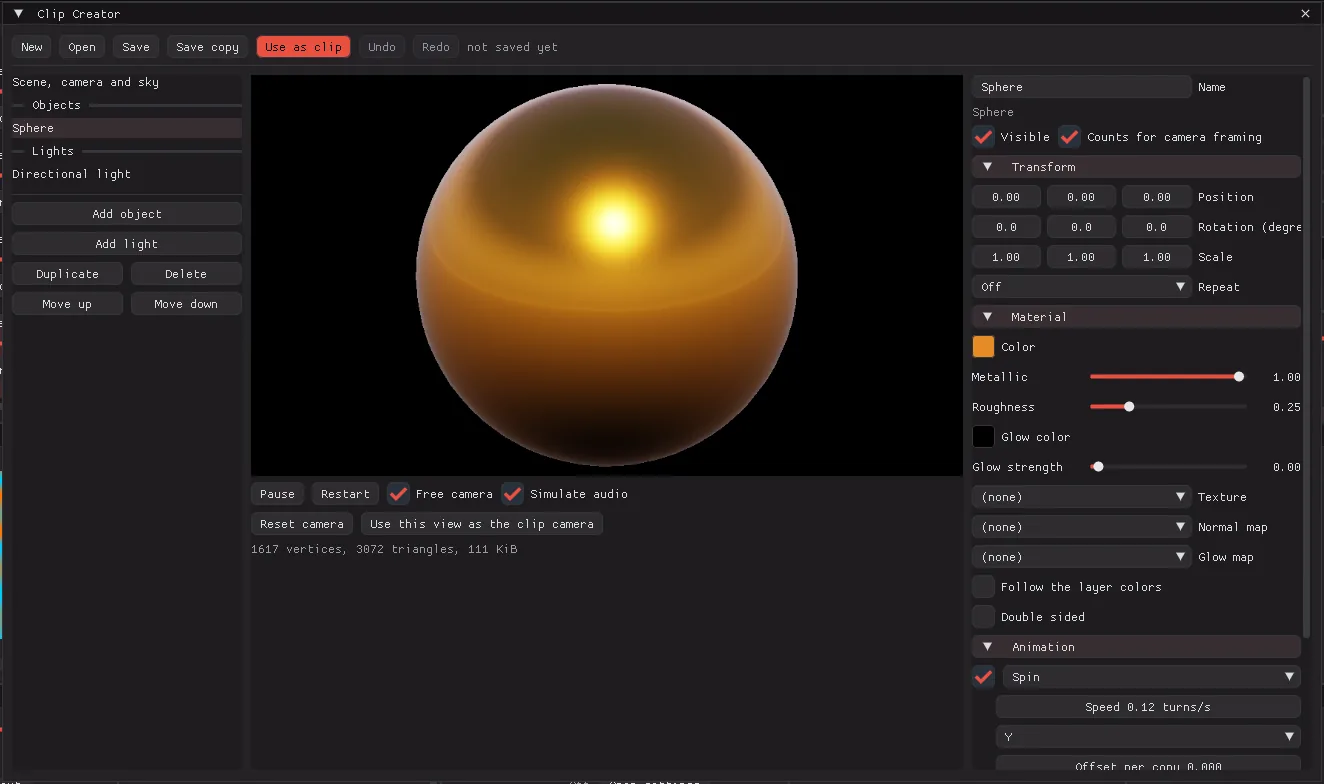 Clip Creator
New Open Save Save copy Use as clip Undo Redo not saved yet
Scene, camera and sky
Objects
Sphere
Lights
Directional light
Add object
Add light
Duplicate Delete
Move up Move down
Pause Restart Free camera Simulate audio
Reset camera Use this view as the clip camera
1617 vertices, 3072 triangles, 111 KiB
Sphere Name
Sphere
Visible Counts for camera framing
Transform
0.00 0.00 0.00 Position
0.0 0.0 0.0 Rotation (degre
1.00 1.00 1.00 Scale
Off Repeat
Material
Color
Metallic 1.00
Roughness 0.25
Glow color
Glow strength 0.00
(none) Texture
(none) Normal map
(none) Glow map
Follow the layer colors
Double sided
Animation
Spin
Speed 0.12 turns/s
Y
Offset per copy 0.000